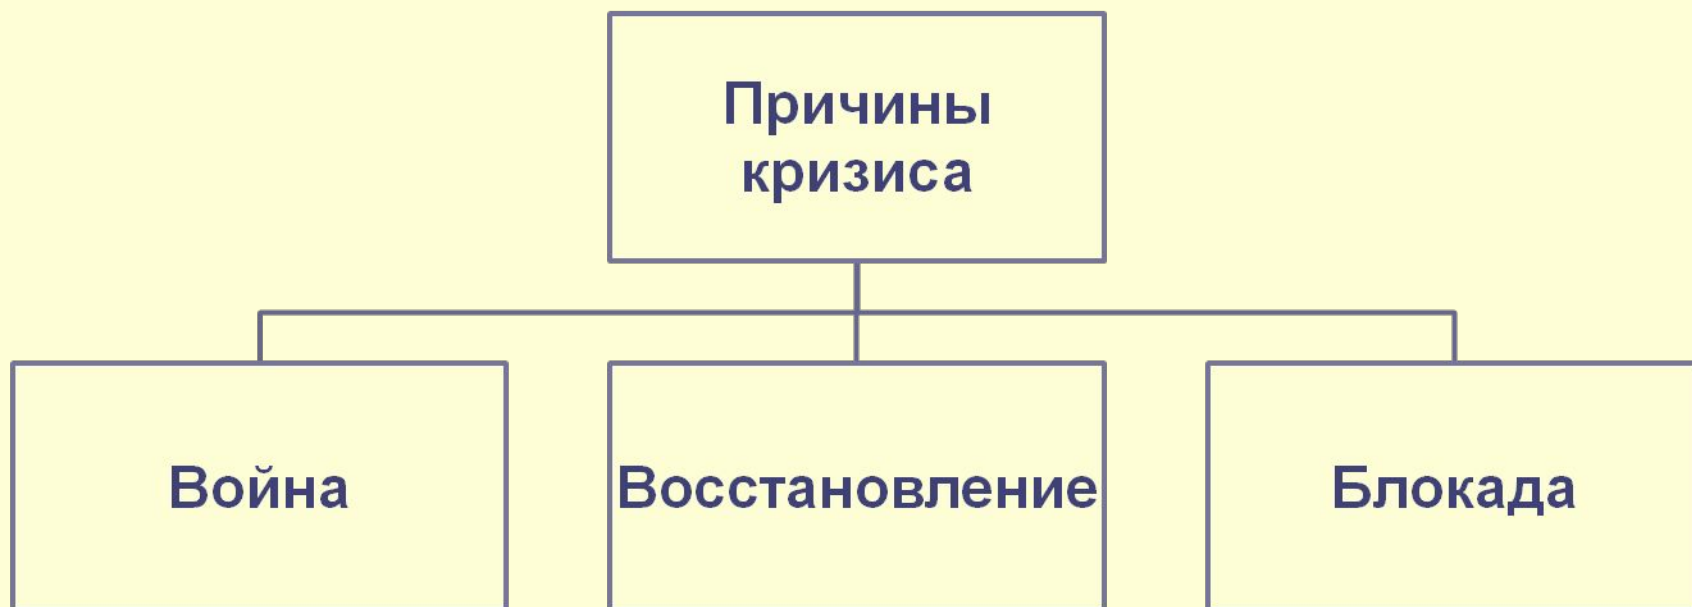 Причины
кризиса
Война
Восстановление
Блокада